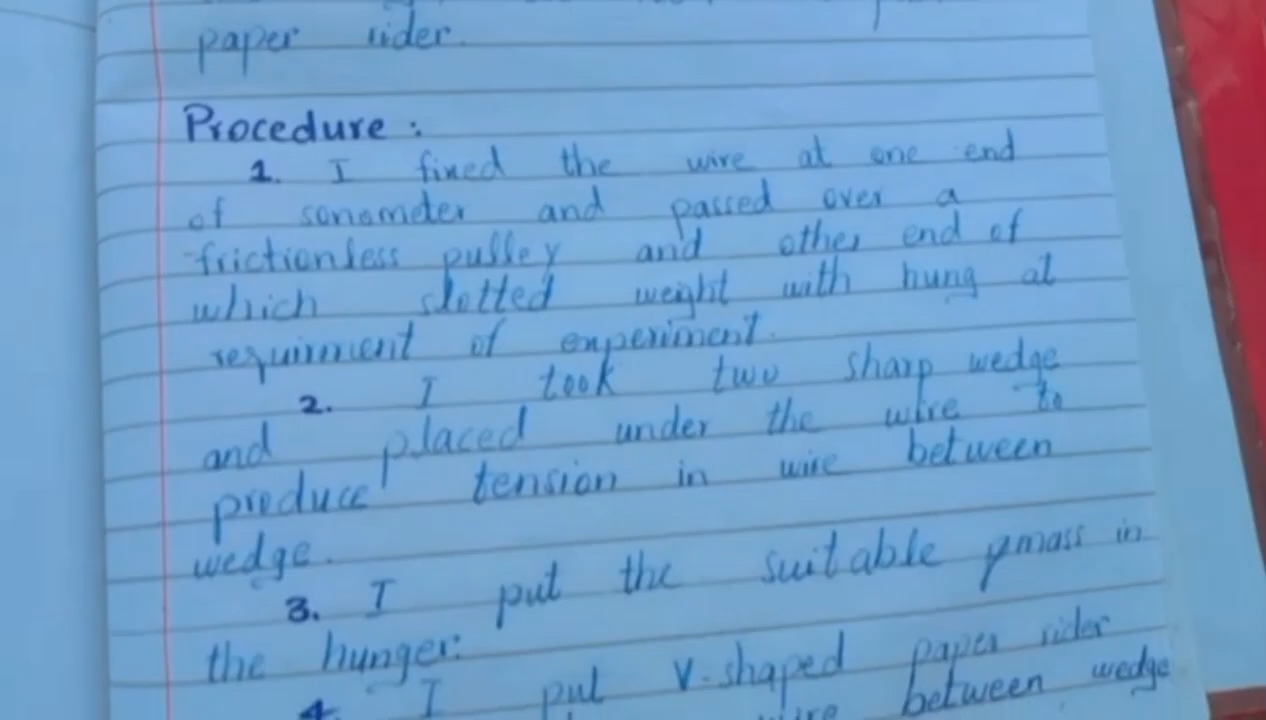 paper rider.
Procedure :
1. I fixed the wire at one end
of sonometer and passed over a
frictionless pulley and other end of
which slotted weight with hung at
requirment of experiment.
2. I took two sharp wedge
and placed under the wire to
produce tension in wire between
wedge.
3. I put the suitable mass in
the hunger.
4. I put V-shaped paper rider
between wedge